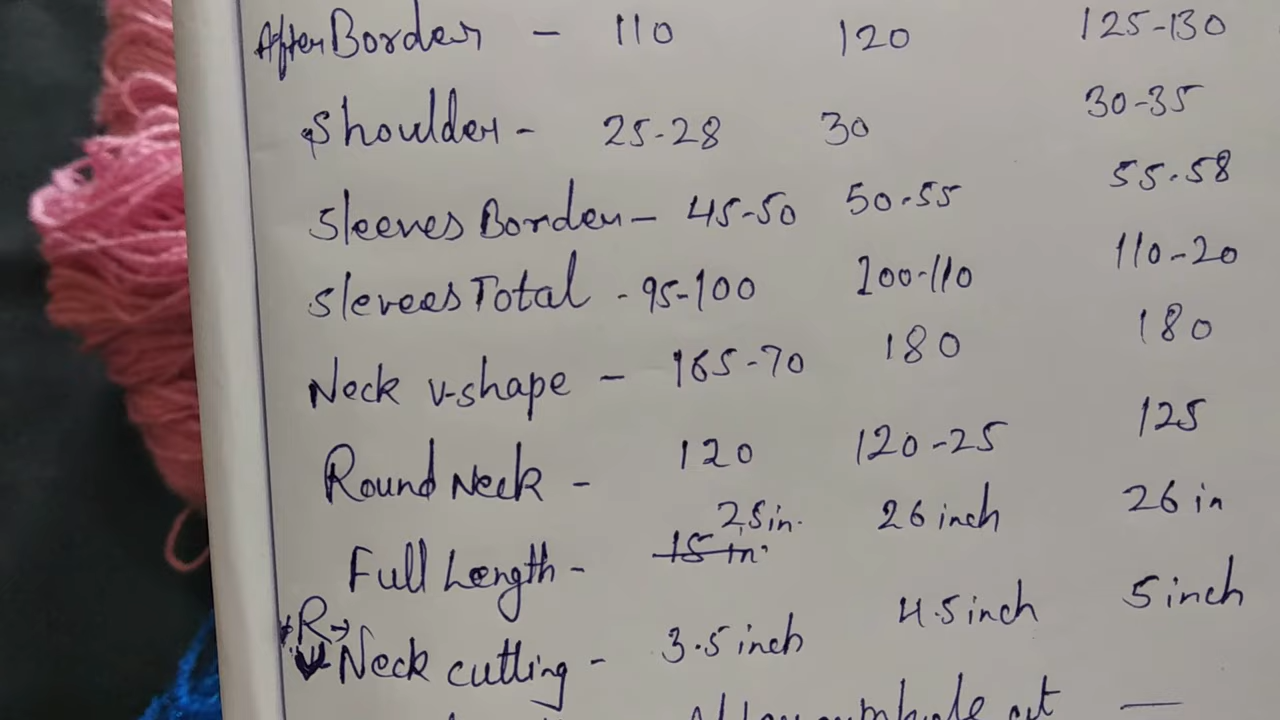 After Border - 110 120 125-130
Shoulder - 25-28 30 30-35
Sleeves Border - 45-50 50-55 55-58
Slevees Total - 95-100 100-110 110-20
Neck V-shape - 165-70 180 180
Round Neck - 120 120-25 125
Full Length - 15 in. 25 in. 26 inch 26 in
R→
V Neck cutting - 3.5 inch 4.5 inch 5 inch